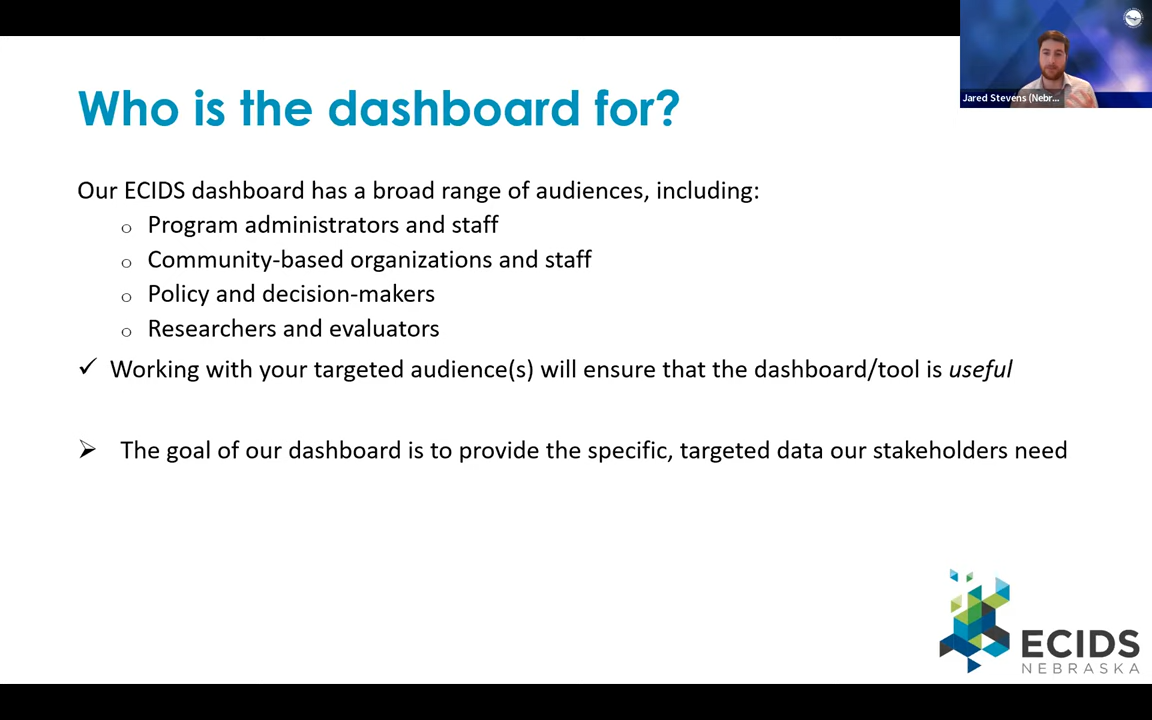 Jared Stevens (Nebr...
Who is the dashboard for?
Our ECIDS dashboard has a broad range of audiences, including:
o Program administrators and staff
o Community-based organizations and staff
o Policy and decision-makers
o Researchers and evaluators
✓ Working with your targeted audience(s) will ensure that the dashboard/tool is useful
➢ The goal of our dashboard is to provide the specific, targeted data our stakeholders need
ECIDS
NEBRASKA